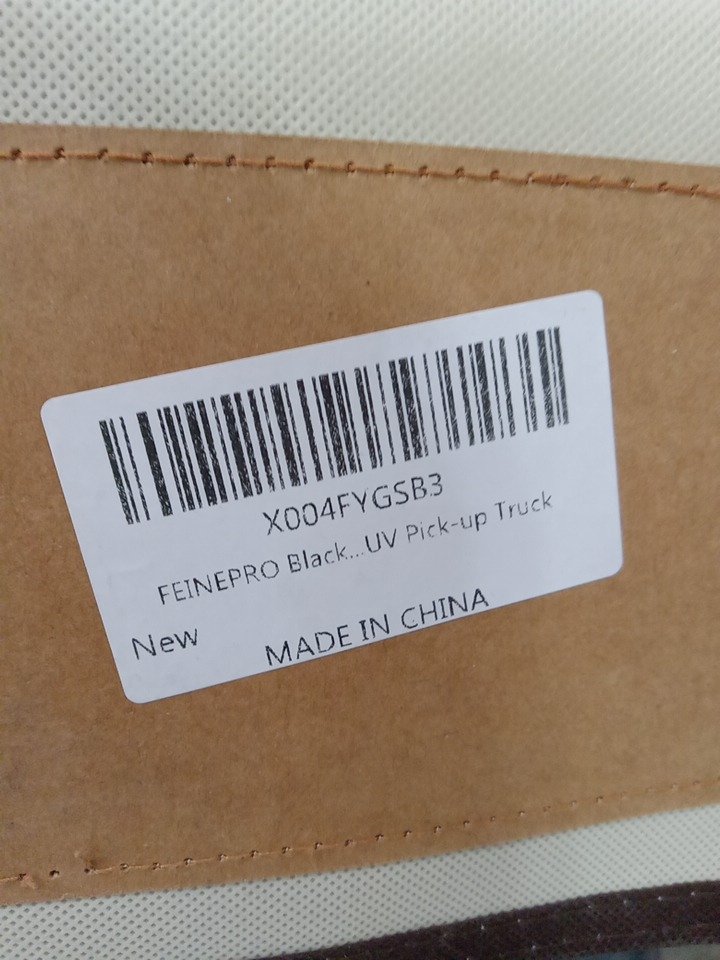 X004FYGSB3
FEINEPRO Black...UV Pick-up Truck
New
MADE IN CHINA